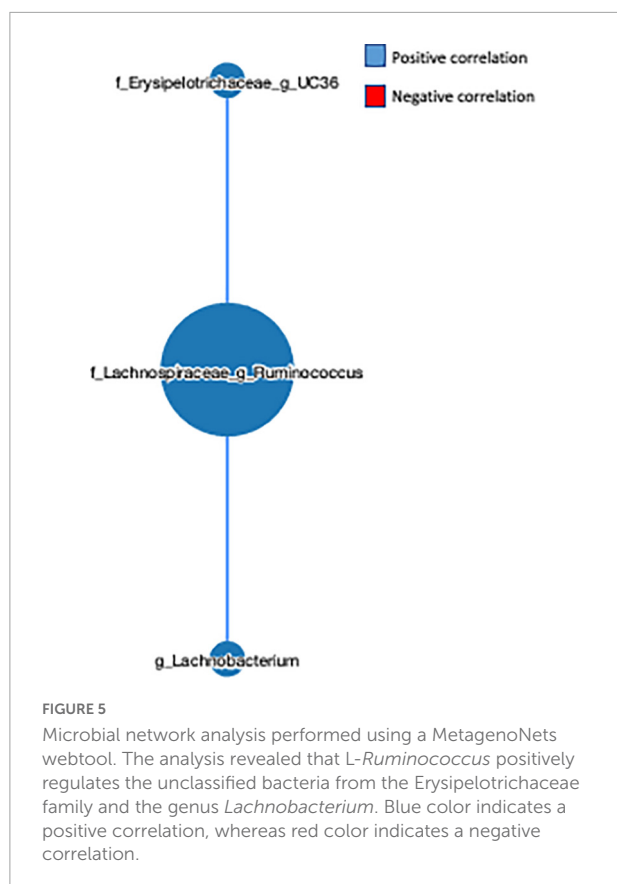 f_Erysipelotrichaceae_g_UC36
Positive correlation
Negative correlation
f_Lachnospiraceae_g_Ruminococcus
g_Lachnobacterium
FIGURE 5
Microbial network analysis performed using a MetagenoNets
webtool. The analysis revealed that L-Ruminococcus positively
regulates the unclassified bacteria from the Erysipelotrichaceae
family and the genus Lachnobacterium. Blue color indicates a
positive correlation, whereas red color indicates a negative
correlation.